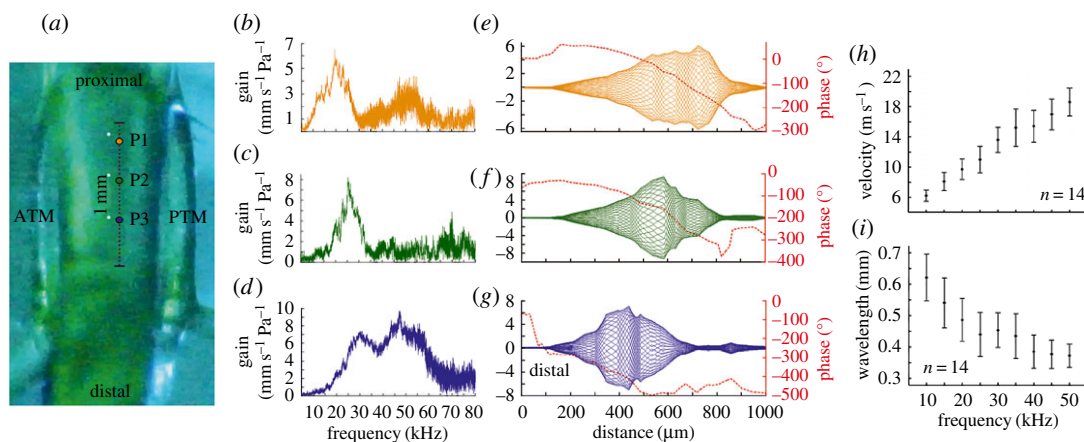 (a)
proximal
P1
P2
P3
1 mm
ATM
PTM
distal
(b)
gain
(mm s−1 Pa−1)
7
5
3
1
(c)
gain
(mm s−1 Pa−1)
8
6
4
2
0
(d)
gain
(mm s−1 Pa−1)
10
8
6
4
2
0
10 20 30 40 50 60 70 80
frequency (kHz)
(e)
6
2
−2
−6
0
−100
−200
−300
phase (°)
(f)
8
4
0
−4
−8
0
−100
−200
−300
−400
phase (°)
(g)
8
4
0
−4
−8
distal
0
−100
−200
−300
−400
−500
phase (°)
0 200 400 600 800 1000
distance (µm)
(h)
velocity (m s−1)
22
18
14
10
6
n = 14
(i)
wavelength (mm)
0.7
0.6
0.5
0.4
0.3
n = 14
10 20 30 40 50
frequency (kHz)